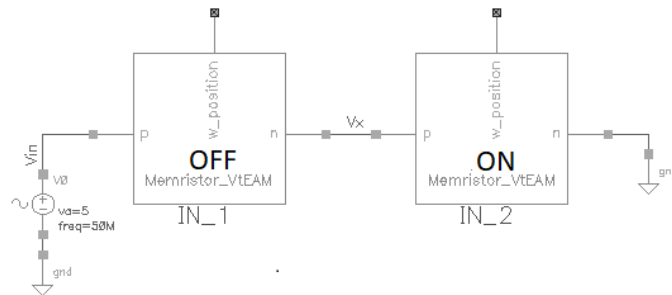 w_position
w_position
Vin
p
n
Vx
p
n
OFF
ON
Memristor_VtEAM
Memristor_VtEAM
V0
va=5
freq=50M
IN_1
IN_2
gnd
gn